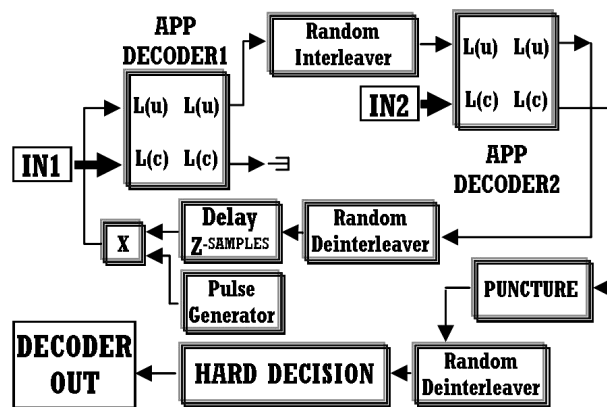 APP
DECODER1
Random
Interleaver
L(u) L(u)
L(c) L(c)
IN1
IN2
L(u) L(u)
L(c) L(c)
APP
DECODER2
X
Delay
Z-SAMPLES
Random
Deinterleaver
Pulse
Generator
PUNCTURE
DECODER
OUT
HARD DECISION
Random
Deinterleaver